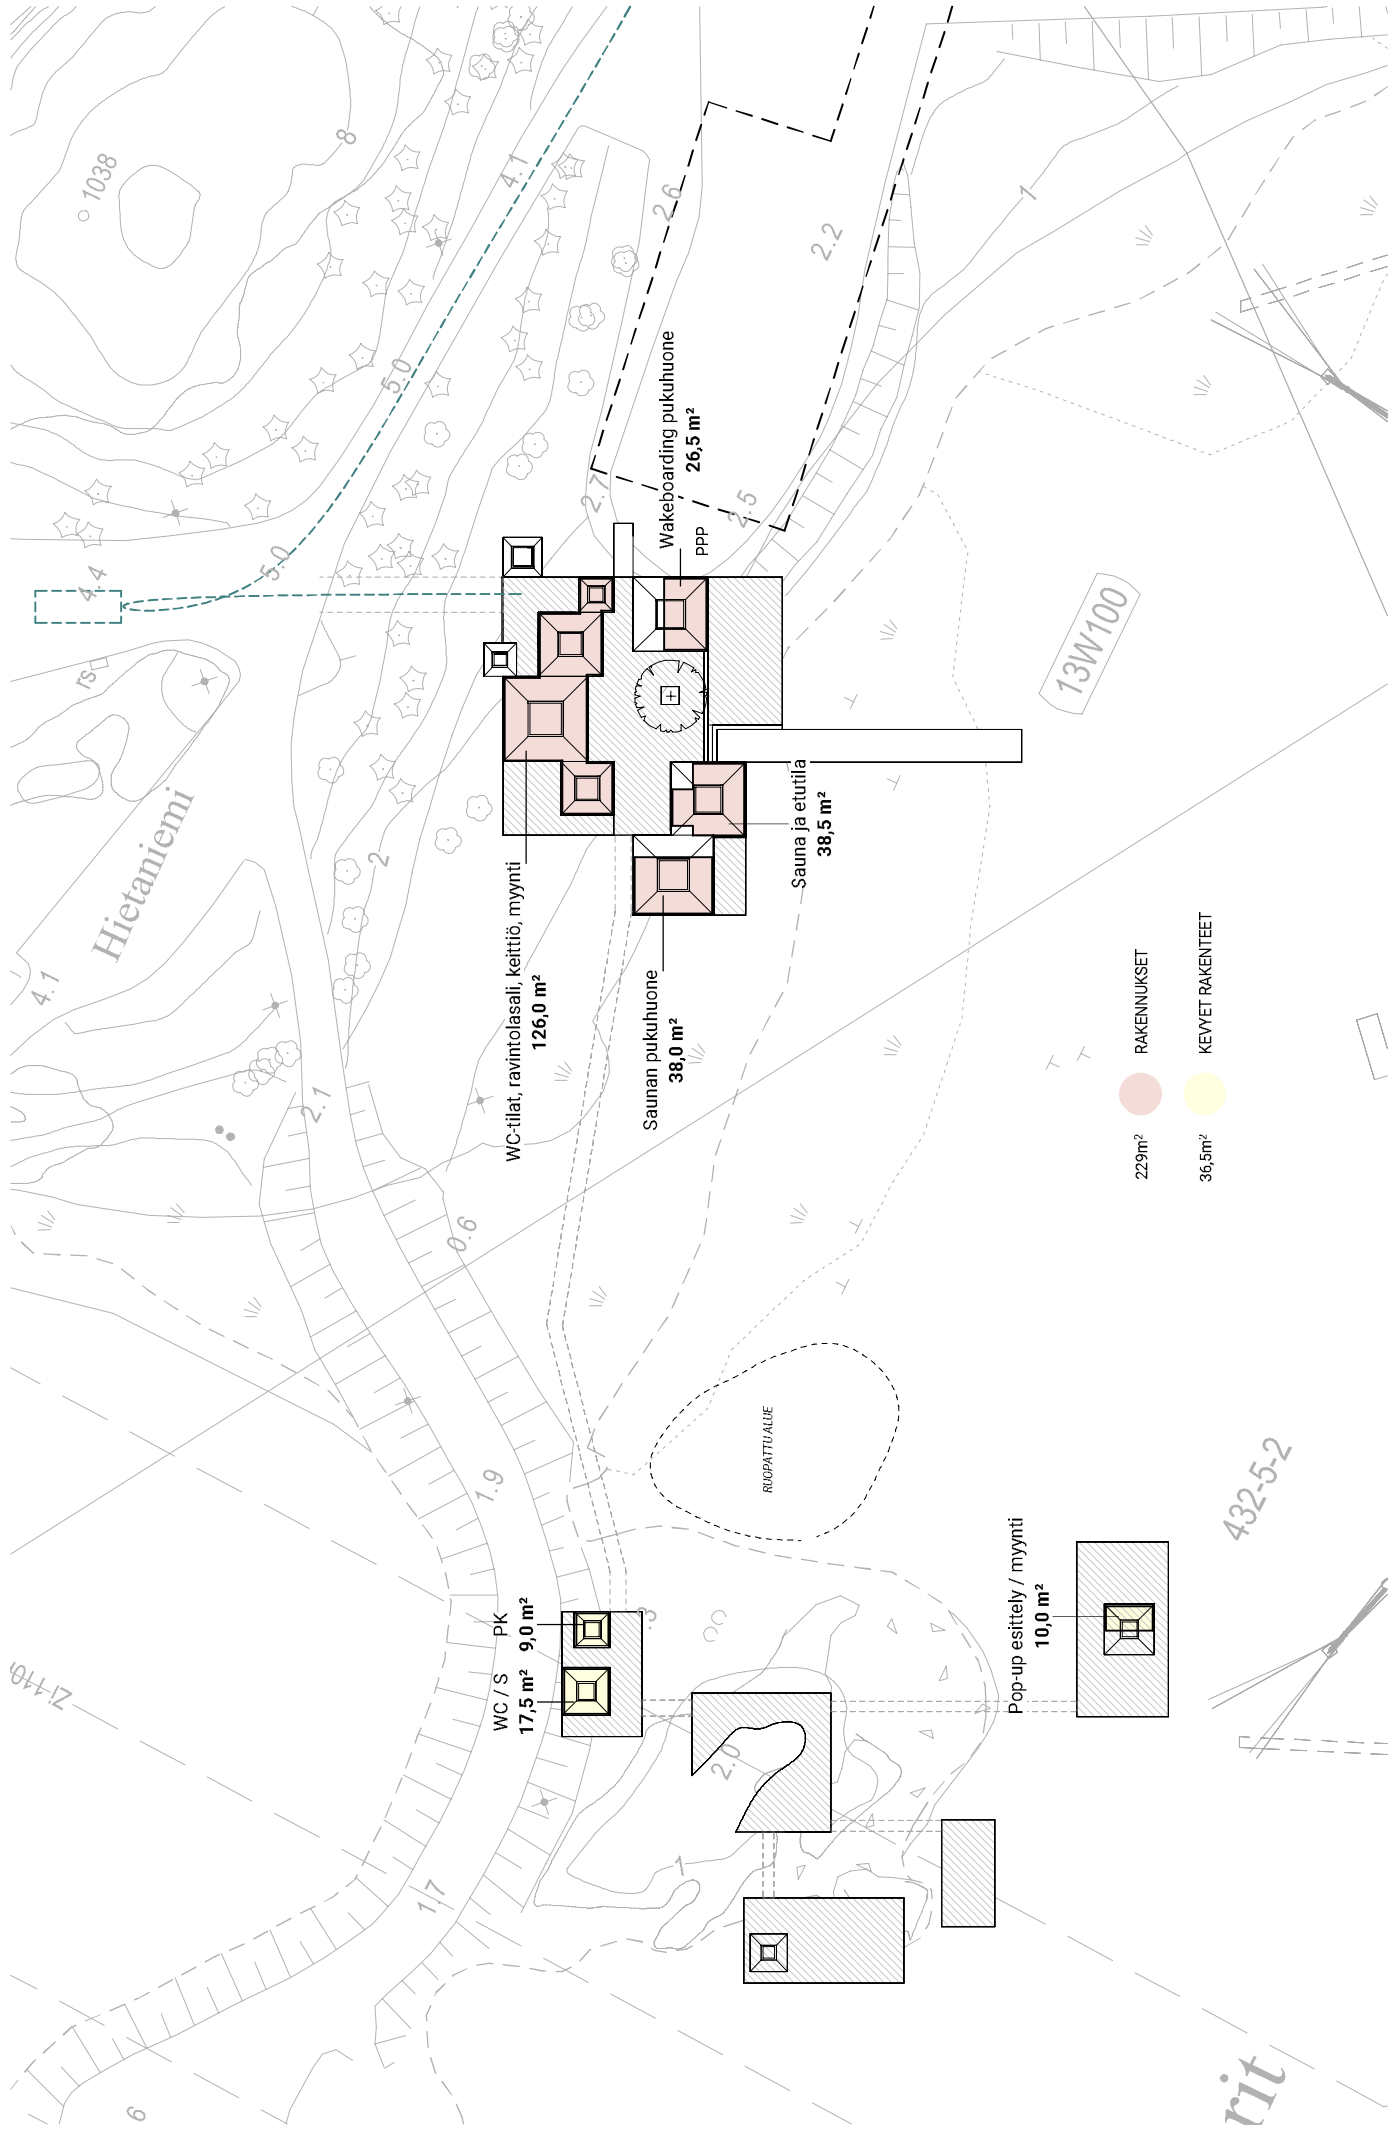 1038
8
4.1
2.6
2.2
1
5.0
2.7
2.5
Wakeboarding pukuhuone
26,5 m²
PPP
4.4
5.0
rs
Hietaniemi
2
4.1
2.1
13W100
WC-tilat, ravintolasali, keittiö, myynti
126,0 m²
Sauna ja etutila
38,5 m²
Saunan pukuhuone
38,0 m²
RAKENNUKSET
229m²
KEVYET RAKENTEET
36,5m²
0.6
1.9
RUOPATTU ALUE
432-5-2
PK
9,0 m²
WC / S
17,5 m²
.3
Pop-up esittely / myynti
10,0 m²
2.0
1
1.7
6
rit